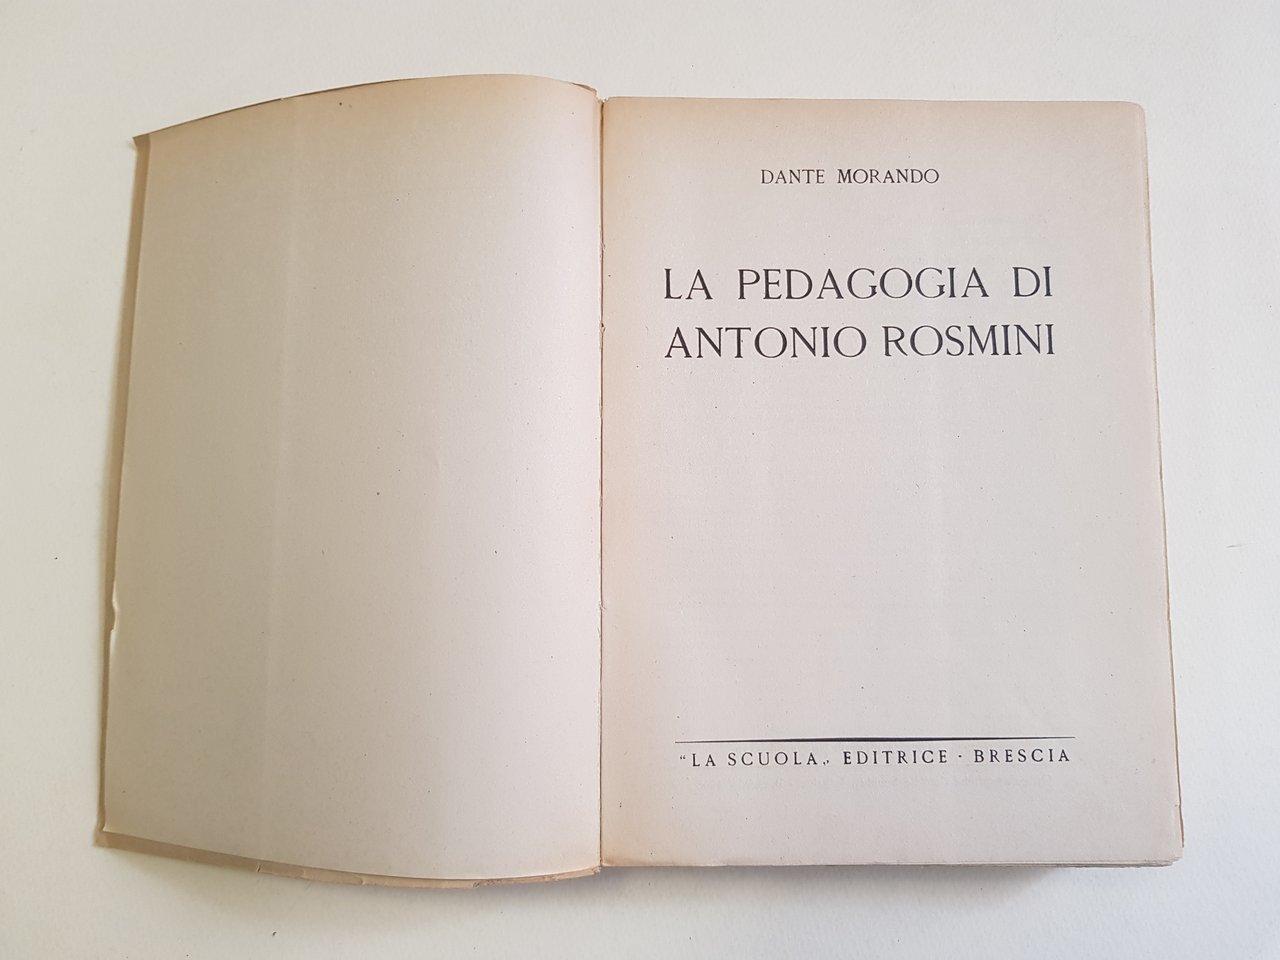 DANTE MORANDO
LA PEDAGOGIA DI
ANTONIO ROSMINI
“LA SCUOLA„ EDITRICE · BRESCIA